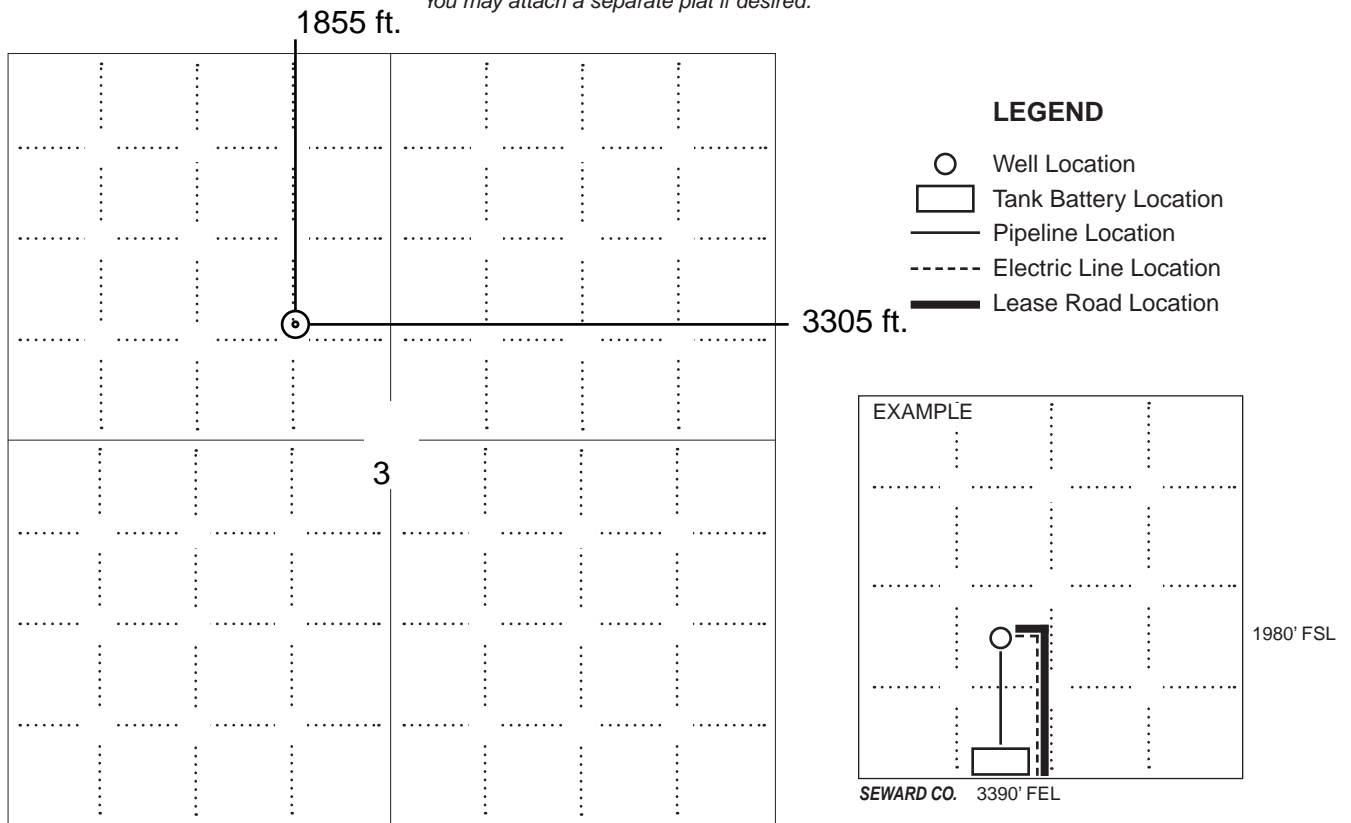 You may attach a separate plat if desired.
1855 ft.
LEGEND
Well Location
Tank Battery Location
Pipeline Location
Electric Line Location
Lease Road Location
3305 ft.
EXAMPLE
3
1980' FSL
SEWARD CO. 3390' FEL